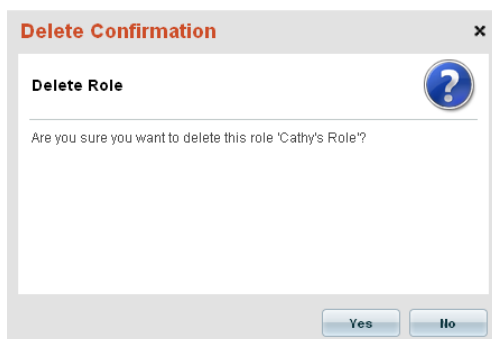 Delete Confirmation
Delete Role
Are you sure you want to delete this role 'Cathy's Role'?
Yes
No